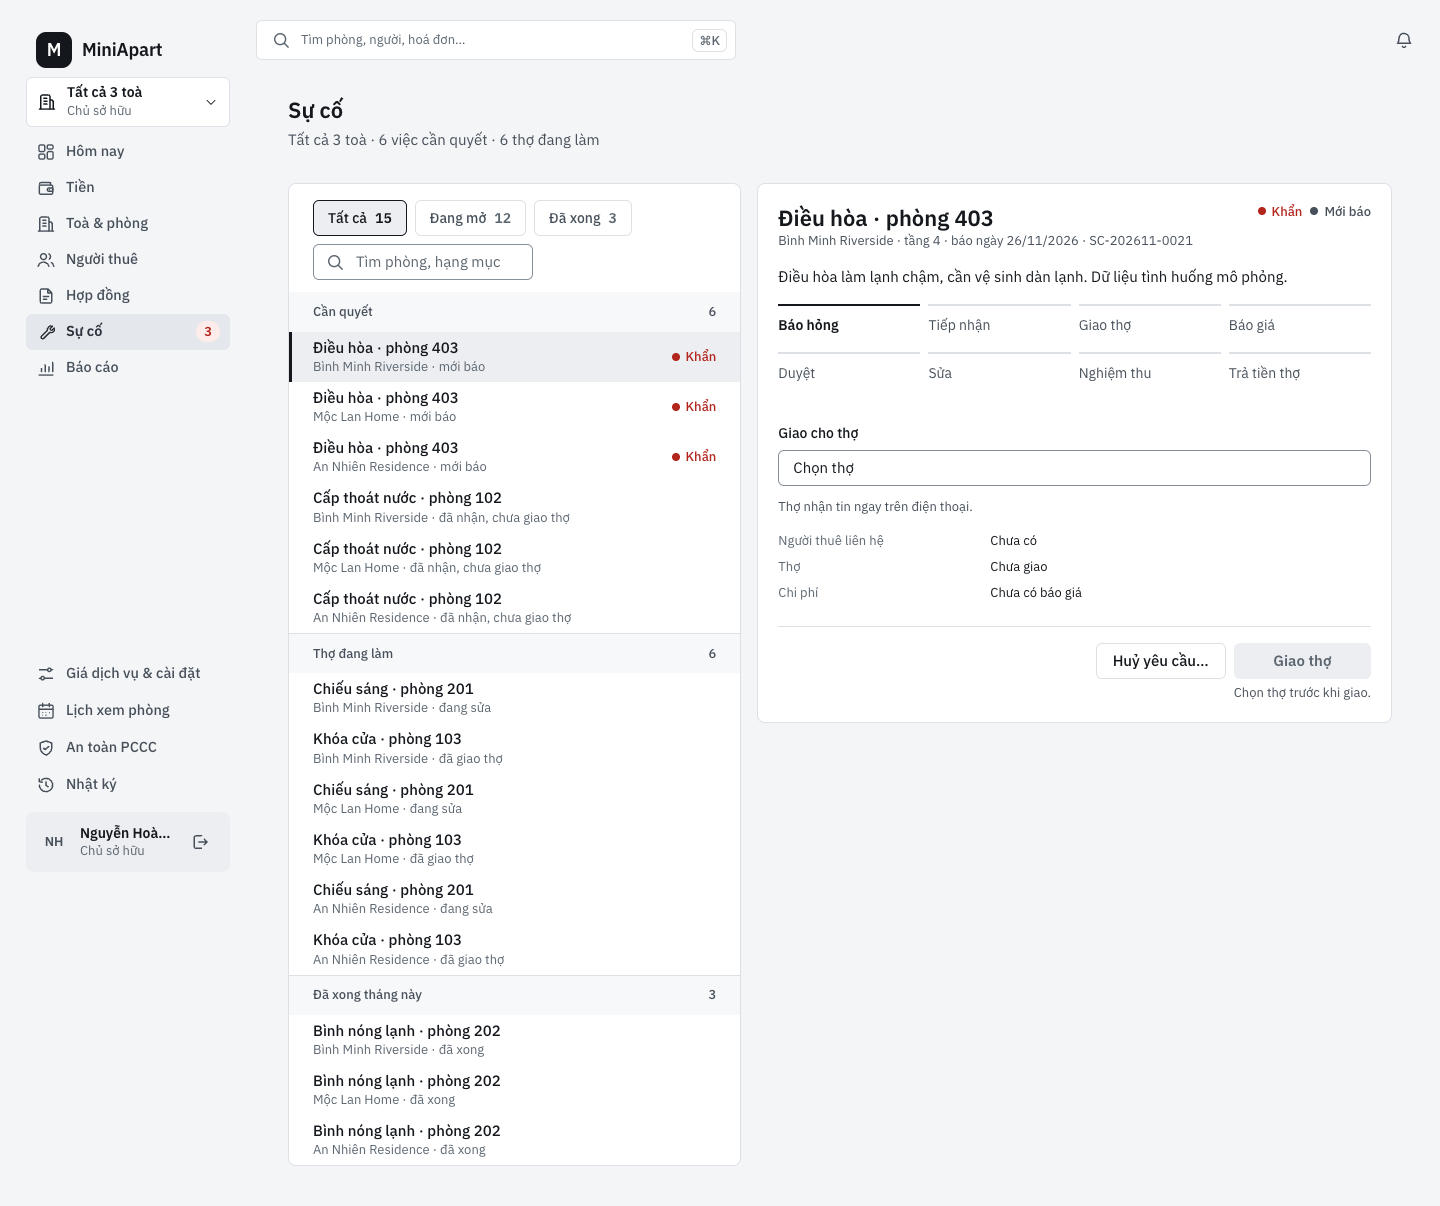 M MiniApart
Tìm phòng, người, hoá đơn... ⌘K
Tất cả 3 toà
Chủ sở hữu
Hôm nay
Tiền
Toà & phòng
Người thuê
Hợp đồng
Sự cố 3
Báo cáo
Giá dịch vụ & cài đặt
Lịch xem phòng
An toàn PCCC
Nhật ký
NH Nguyễn Hoà...
Chủ sở hữu
Sự cố
Tất cả 3 toà · 6 việc cần quyết · 6 thợ đang làm
Tất cả 15 Đang mở 12 Đã xong 3
Tìm phòng, hạng mục
Cần quyết 6
Điều hòa · phòng 403
Bình Minh Riverside · mới báo
Khẩn
Điều hòa · phòng 403
Mộc Lan Home · mới báo
Khẩn
Điều hòa · phòng 403
An Nhiên Residence · mới báo
Khẩn
Cấp thoát nước · phòng 102
Bình Minh Riverside · đã nhận, chưa giao thợ
Cấp thoát nước · phòng 102
Mộc Lan Home · đã nhận, chưa giao thợ
Cấp thoát nước · phòng 102
An Nhiên Residence · đã nhận, chưa giao thợ
Thợ đang làm 6
Chiếu sáng · phòng 201
Bình Minh Riverside · đang sửa
Khóa cửa · phòng 103
Bình Minh Riverside · đã giao thợ
Chiếu sáng · phòng 201
Mộc Lan Home · đang sửa
Khóa cửa · phòng 103
Mộc Lan Home · đã giao thợ
Chiếu sáng · phòng 201
An Nhiên Residence · đang sửa
Khóa cửa · phòng 103
An Nhiên Residence · đã giao thợ
Đã xong tháng này 3
Bình nóng lạnh · phòng 202
Bình Minh Riverside · đã xong
Bình nóng lạnh · phòng 202
Mộc Lan Home · đã xong
Bình nóng lạnh · phòng 202
An Nhiên Residence · đã xong
Điều hòa · phòng 403
Khẩn Mới báo
Bình Minh Riverside · tầng 4 · báo ngày 26/11/2026 · SC-202611-0021
Điều hòa làm lạnh chậm, cần vệ sinh dàn lạnh. Dữ liệu tình huống mô phỏng.
Báo hỏng Tiếp nhận Giao thợ Báo giá
Duyệt Sửa Nghiệm thu Trả tiền thợ
Giao cho thợ
Chọn thợ
Thợ nhận tin ngay trên điện thoại.
Người thuê liên hệ Chưa có
Thợ Chưa giao
Chi phí Chưa có báo giá
Huỷ yêu cầu... Giao thợ
Chọn thợ trước khi giao.